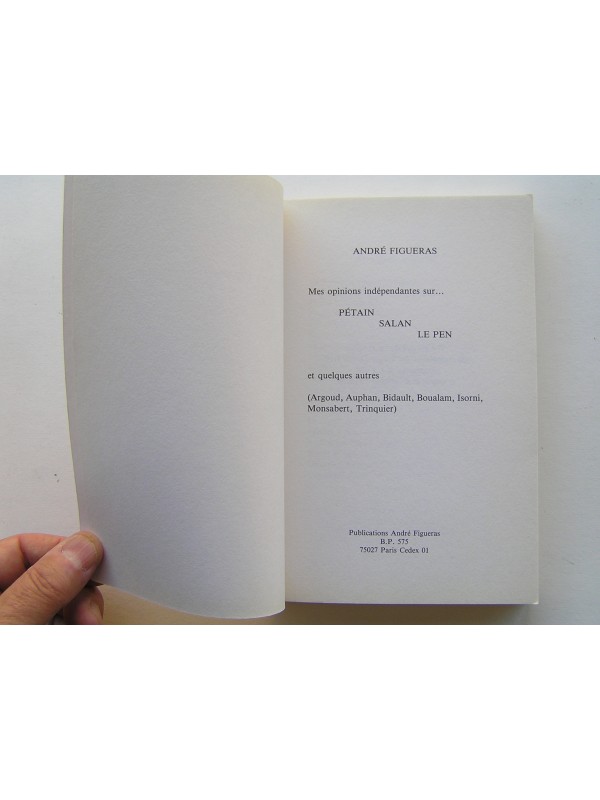 ANDRÉ FIGUERAS
Mes opinions indépendantes sur...
PÉTAIN
SALAN
LE PEN
et quelques autres
(Argoud, Auphan, Bidault, Boualam, Isorni,
Monsabert, Trinquier)
Publications André Figueras
B.P. 575
75027 Paris Cedex 01